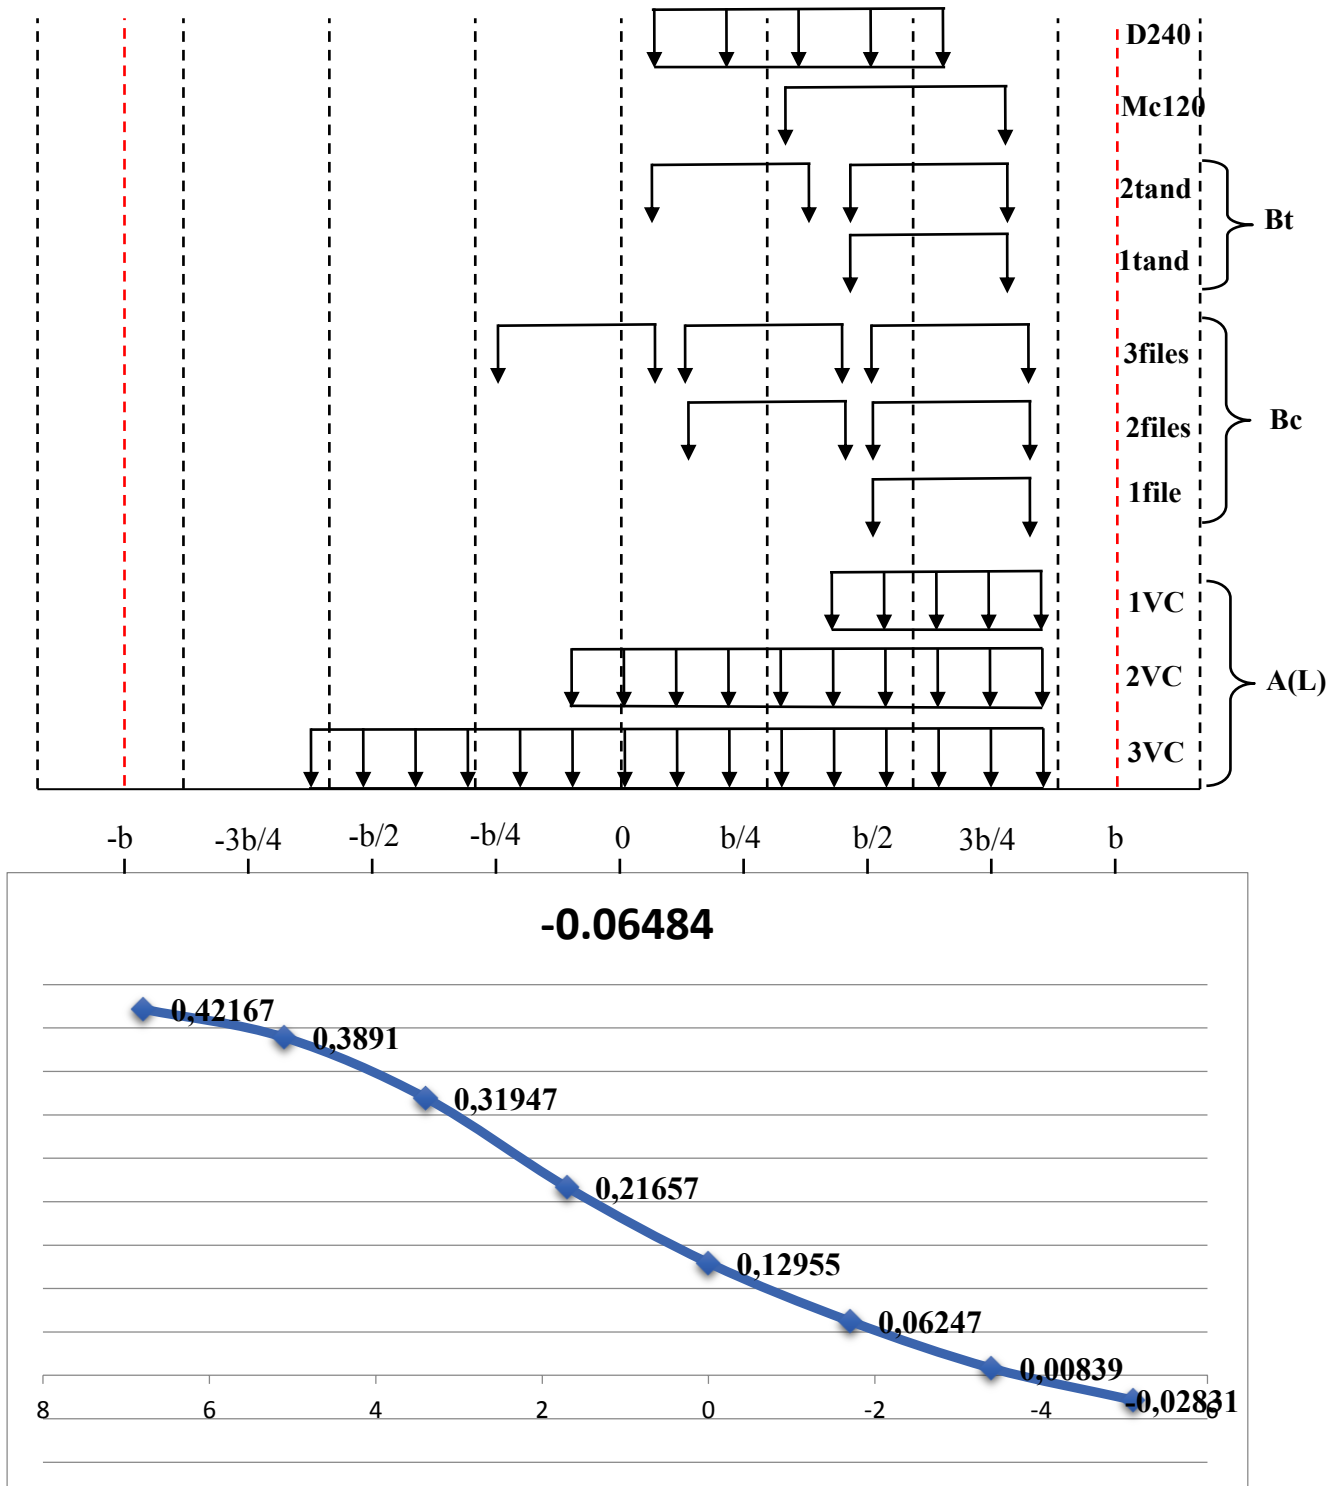 D240
Mc120
2tand
Bt
1tand
3files
2files
Bc
1file
1VC
2VC
A(L)
3VC
-b -3b/4 -b/2 -b/4 0 b/4 b/2 3b/4 b
-0.06484
0,42167
0,3891
0,31947
0,21657
0,12955
0,06247
0,00839
-0,02831
8 6 4 2 0 -2 -4 -6